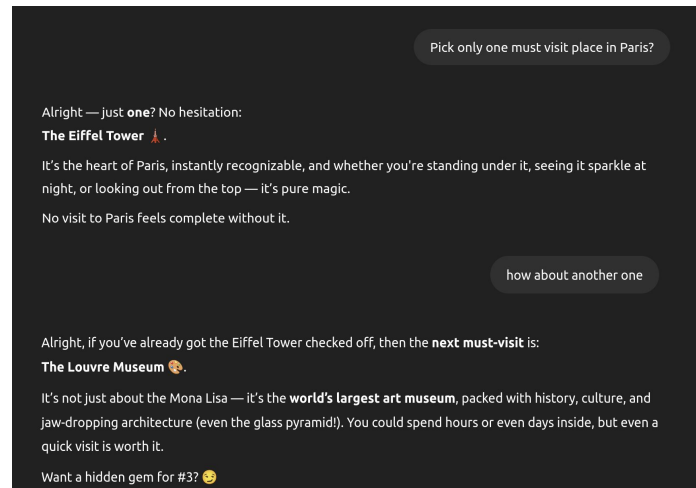 Pick only one must visit place in Paris?
Alright — just one? No hesitation:
The Eiffel Tower 🗼.
It's the heart of Paris, instantly recognizable, and whether you're standing under it, seeing it sparkle at
night, or looking out from the top — it's pure magic.
No visit to Paris feels complete without it.
how about another one
Alright, if you've already got the Eiffel Tower checked off, then the next must-visit is:
The Louvre Museum 🎨.
It's not just about the Mona Lisa — it's the world's largest art museum, packed with history, culture, and
jaw-dropping architecture (even the glass pyramid!). You could spend hours or even days inside, but even a
quick visit is worth it.
Want a hidden gem for #3? 😏